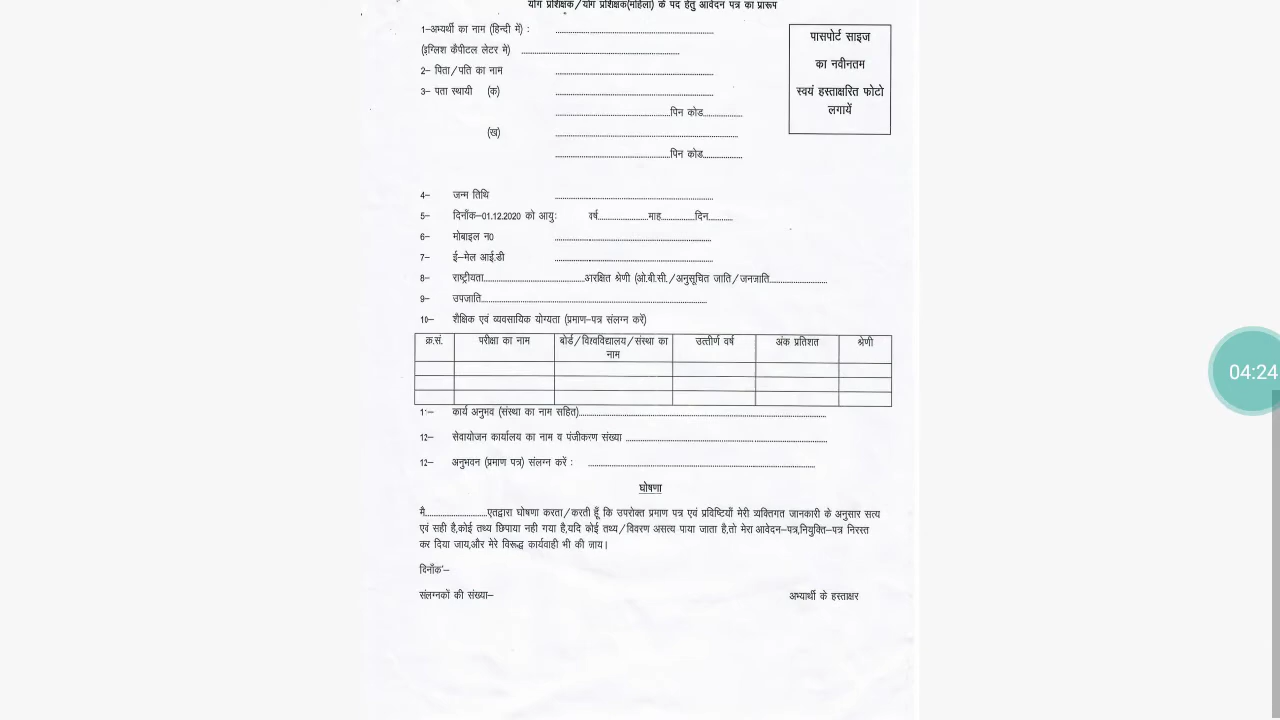 योग प्रशिक्षक/योग प्रशिक्षक(महिला) के पद हेतु आवेदन पत्र का प्रारूप
1–अभ्यर्थी का नाम (हिन्दी में) : ........................................
(इग्लिश कैपीटल लेटर में) ........................................
2– पिता/पति का नाम ........................................
3– पता स्थायी (क) ........................................
........................................पिन कोड..............
(ख) ........................................
........................................पिन कोड..............
पासपोर्ट साइज
का नवीनतम
स्वयं हस्ताक्षरित फोटो
लगायें
4– जन्म तिथि ........................................
5– दिनॉंक–01.12.2020 को आयु: वर्ष..................माह............दिन.........
6– मोबाइल न0 ........................................
7– ई–मेल आई.डी ........................................
8– राष्ट्रीयता..............................आरक्षित श्रेणी (ओ.बी.सी./अनुसूचित जाति/जनजाति....................
9– उपजाति........................................
10– शैक्षिक एवं व्यवसायिक योग्यता (प्रमाण–पत्र संलग्न करें)
क्र.सं. परीक्षा का नाम बोर्ड/विश्वविद्यालय/संस्था का उत्तीर्ण वर्ष अंक प्रतिशत श्रेणी
नाम
11– कार्य अनुभव (संस्था का नाम सहित)........................................
12– सेवायोजन कार्यालय का नाम व पंजीकरण संख्या ........................................
12– अनुभवन (प्रमाण पत्र) संलग्न करें : ........................................
घोषणा
मै......................एतद्वारा घोषणा करता/करती हूँ कि उपरोक्त प्रमाण पत्र एवं प्रविष्टियॉं मेरी व्यक्तिगत जानकारी के अनुसार सत्य
एवं सही है,कोई तथ्य छिपाया नही गया है,यदि कोई तथ्य/विवरण असत्य पाया जाता है,तो मेरा आवेदन–पत्र,नियुक्ति–पत्र निरस्त
कर दिया जाय,और मेरे विरूद्ध कार्यवाही भी की जाय।
दिनॉंक–
संलग्नकों की संख्या– अभ्यार्थी के हस्ताक्षर
04:24